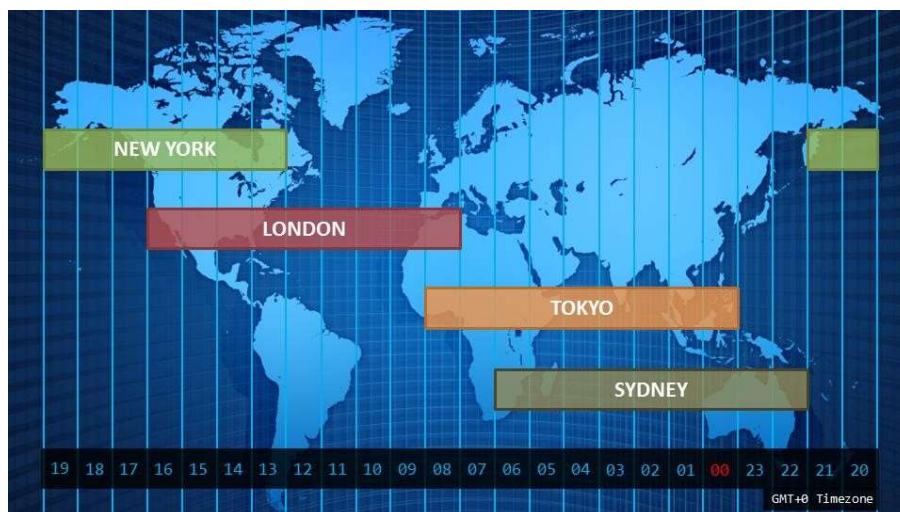 NEW YORK
LONDON
TOKYO
SYDNEY
19 18 17 16 15 14 13 12 11 10 09 08 07 06 05 04 03 02 01 00 23 22 21 20
GMT+0 Timezone